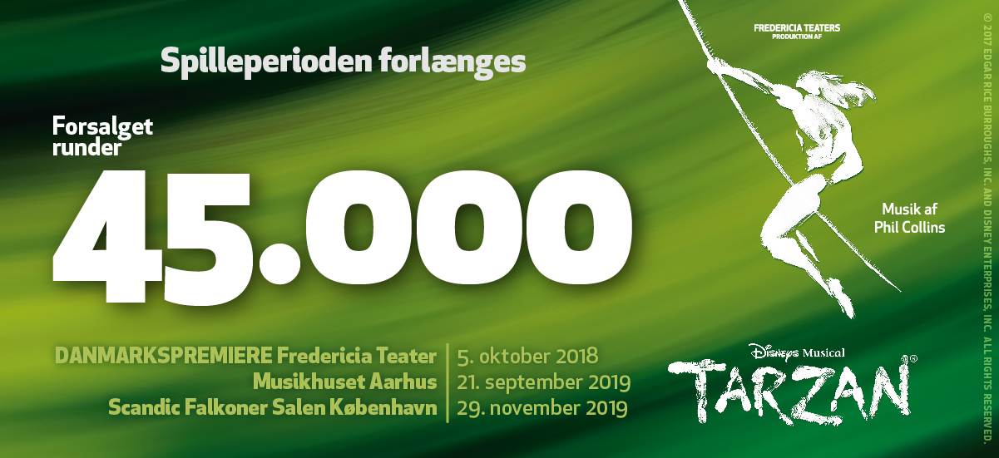 Spilleperioden forlænges
Forsalget
runder
45.000
DANMARKSPREMIERE Fredericia Teater 5. oktober 2018
Musikhuset Aarhus 21. september 2019
Scandic Falkoner Salen København 29. november 2019
FREDERICIA TEATERS
PRODUKTION AF
Musik af
Phil Collins
Disneys Musical
TARZAN®
© 2017 EDGAR RICE BURROUGHS, INC. AND DISNEY ENTERPRISES, INC. ALL RIGHTS RESERVED.